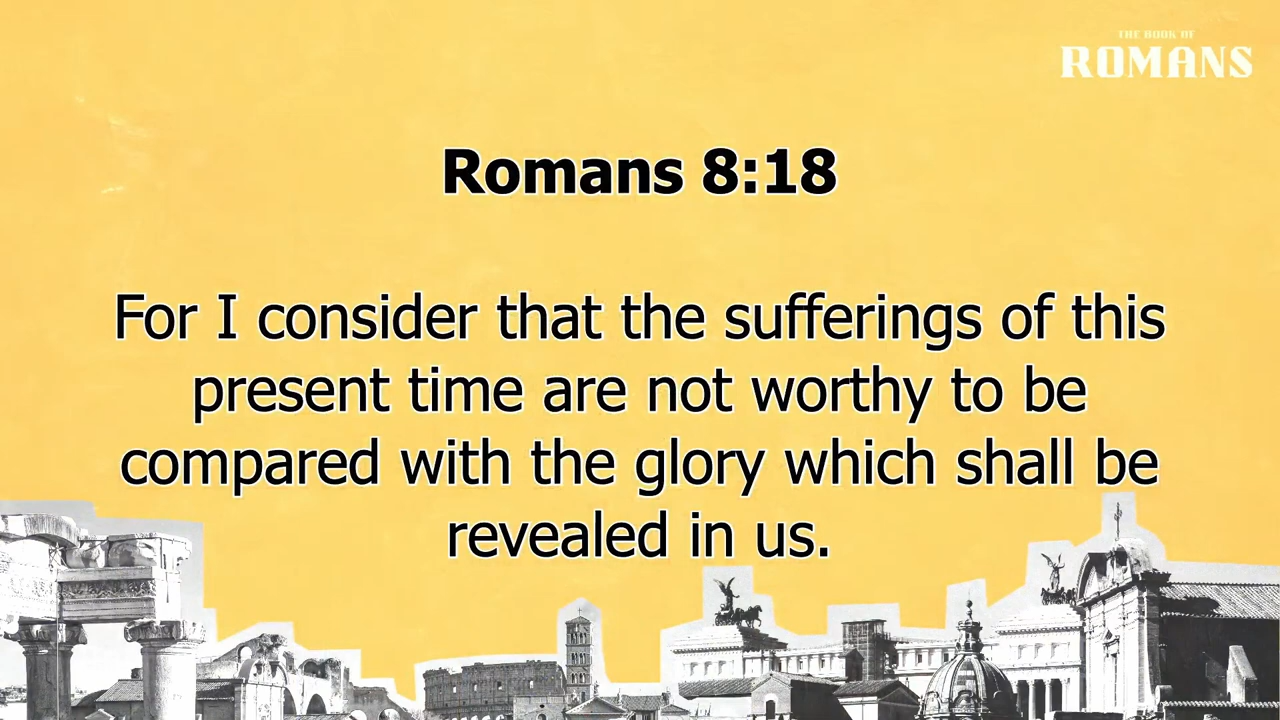 THE BOOK OF
ROMANS
Romans 8:18
For I consider that the sufferings of this
present time are not worthy to be
compared with the glory which shall be
revealed in us.